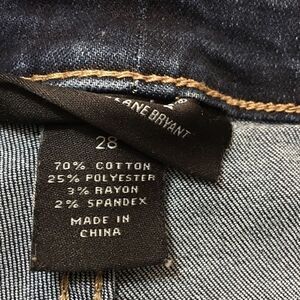 LANE BRYANT
28
70% COTTON
25% POLYESTER
3% RAYON
2% SPANDEX
MADE IN
CHINA